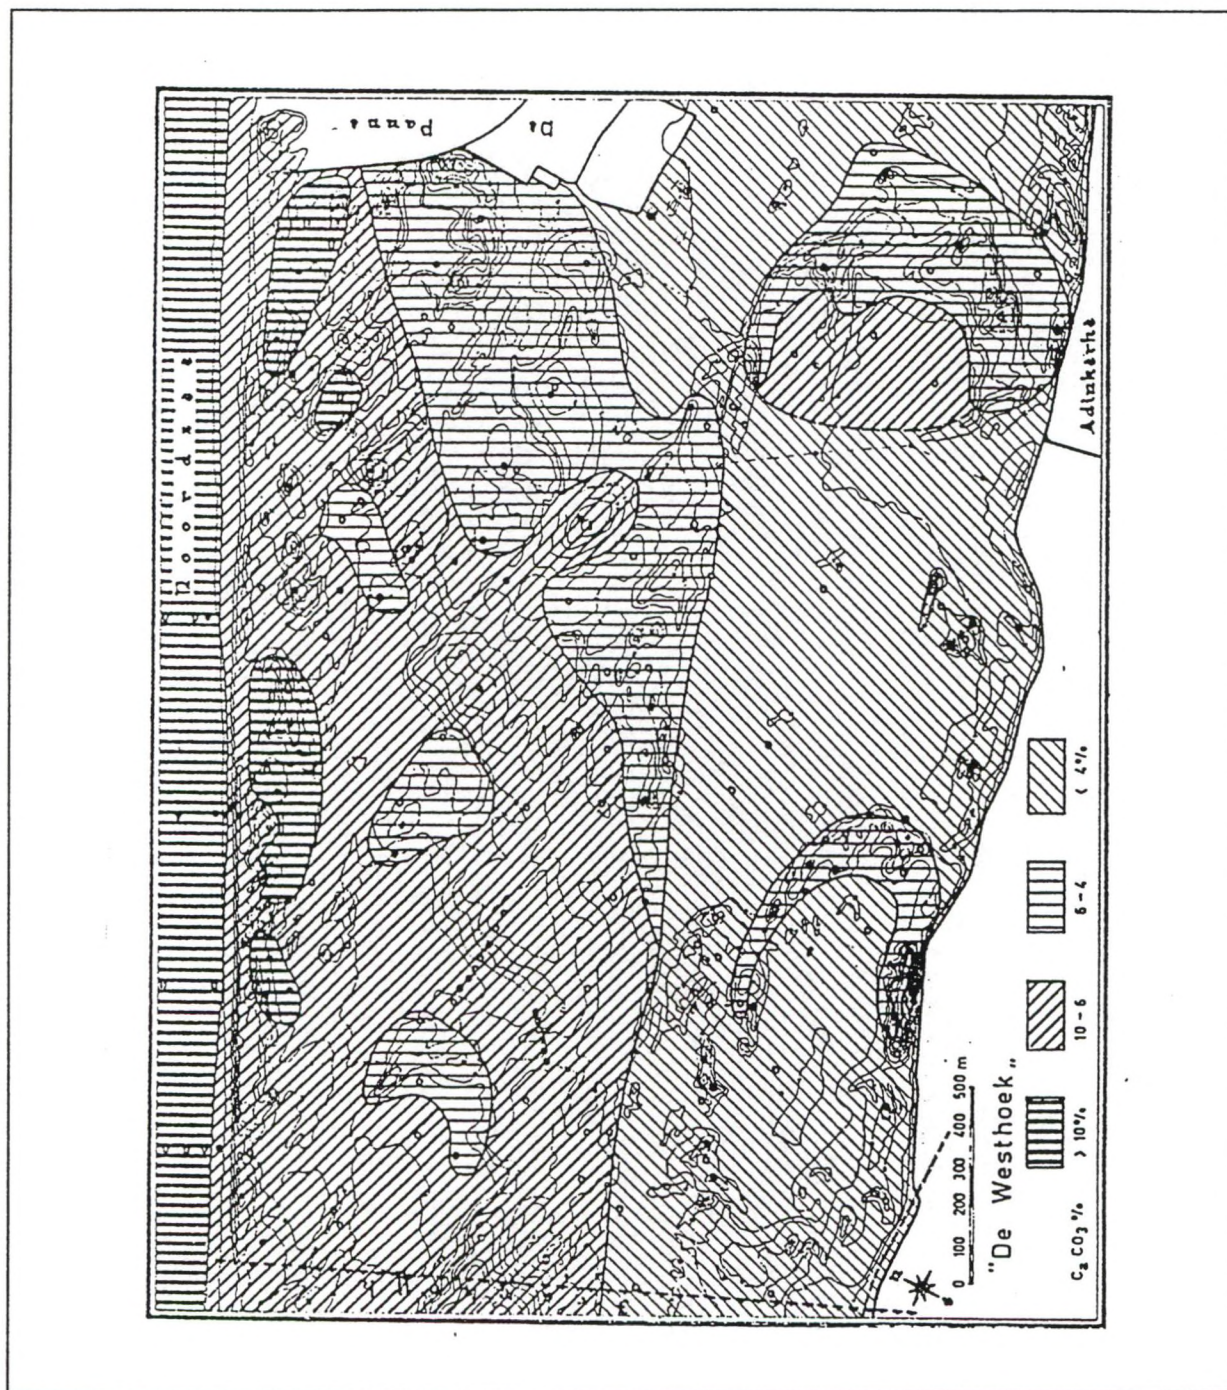 noordzee
De
Panne
Adinkerke
"De Westhoek"
0 100 200 300 400 500 m
N
CaCO3 %
> 10%
10-6
6-4
< 4%